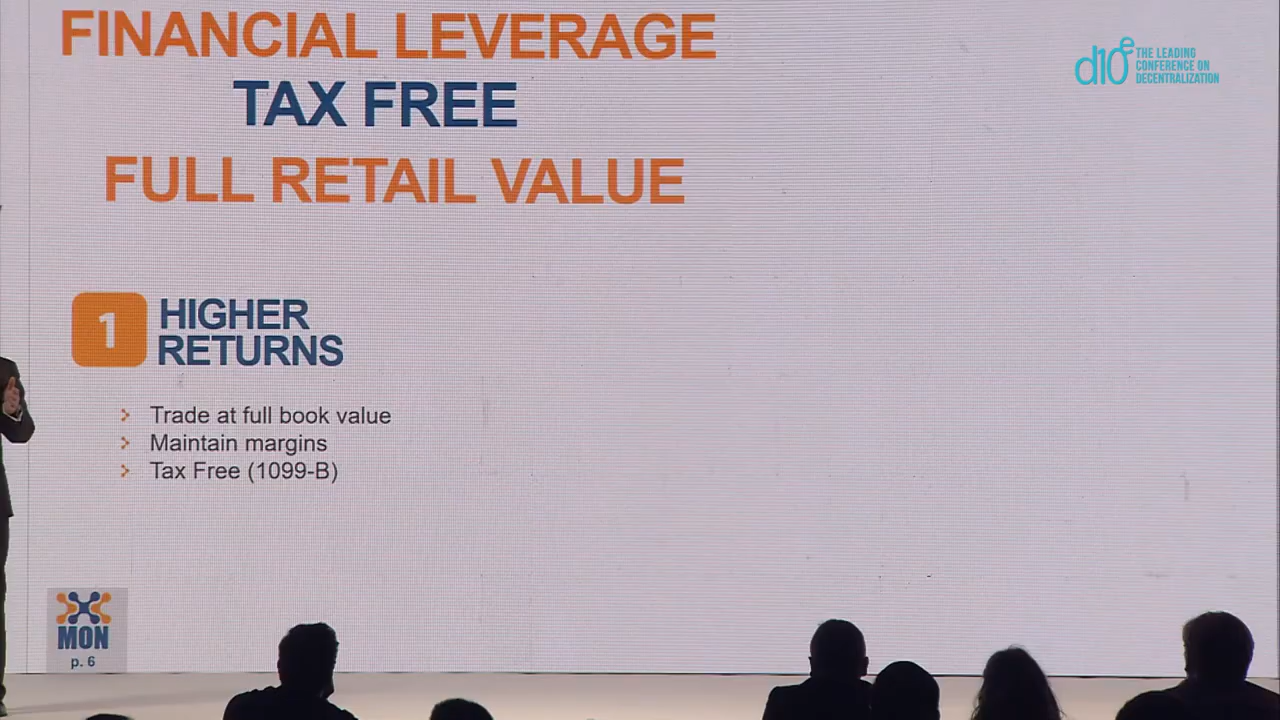 FINANCIAL LEVERAGE
TAX FREE
FULL RETAIL VALUE
d10e THE LEADING
CONFERENCE ON
DECENTRALIZATION
1 HIGHER
RETURNS
Trade at full book value
Maintain margins
Tax Free (1099-B)
MON
p. 6